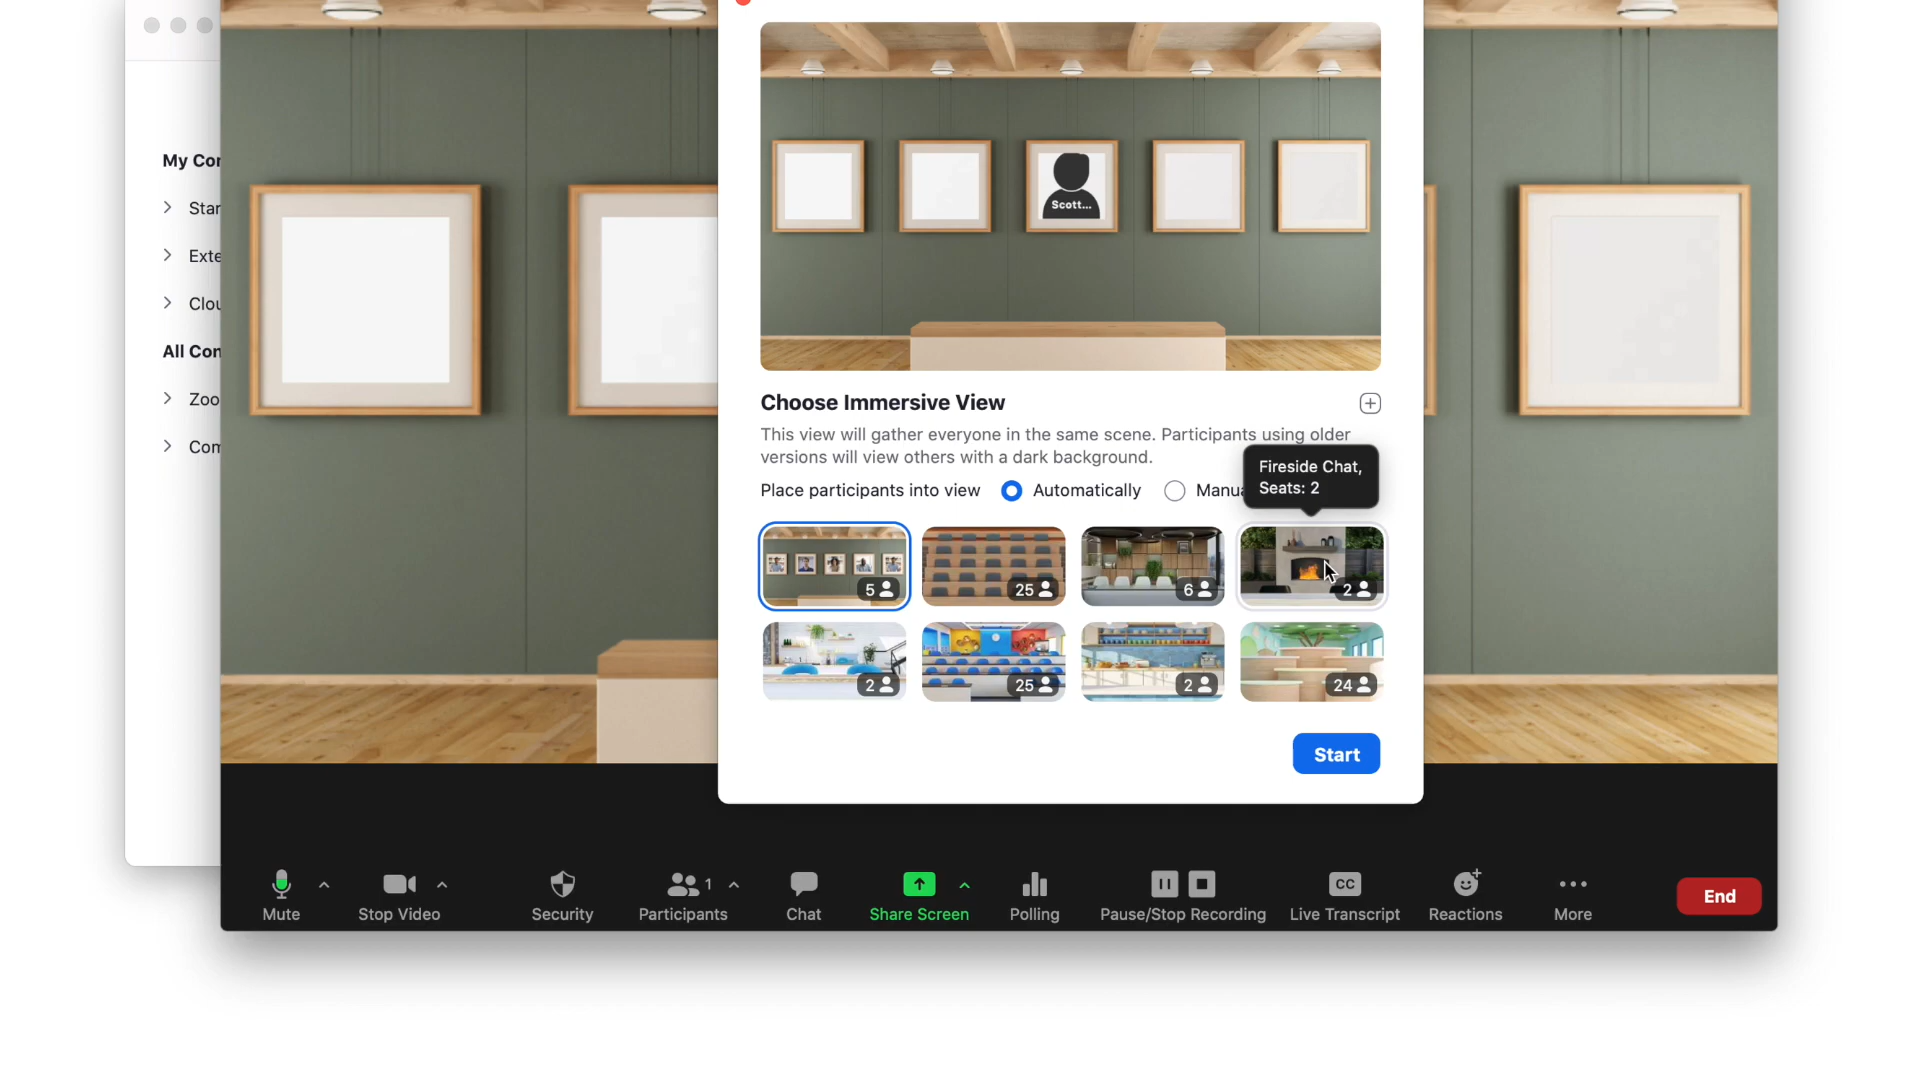 My Con
Star
Exte
Clou
All Con
Zoo
Com
Scott...
Choose Immersive View
This view will gather everyone in the same scene. Participants using older
versions will view others with a dark background.
Fireside Chat,
Seats: 2
Place participants into view Automatically Manua
5 25 6 2
2 25 2 24
Start
1 CC
Mute Stop Video Security Participants Chat Share Screen Polling Pause/Stop Recording Live Transcript Reactions More End